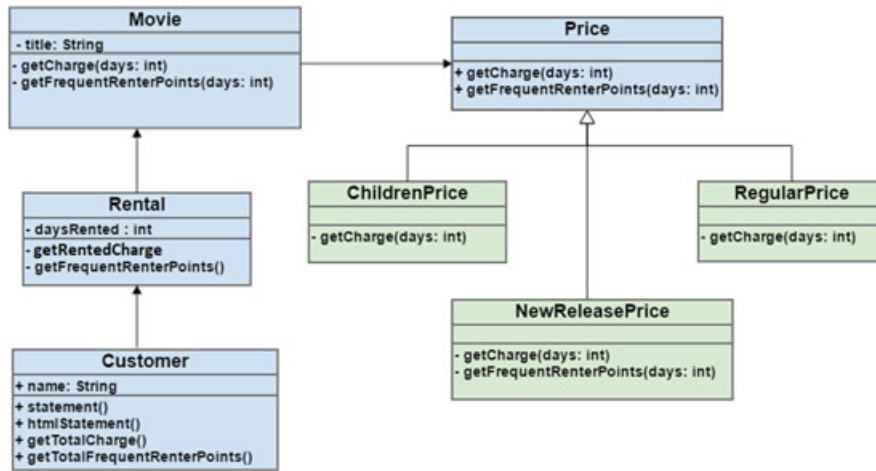 Movie
- title: String
- getCharge(days: int)
- getFrequentRenterPoints(days: int)
Price
+ getCharge(days: int)
+ getFrequentRenterPoints(days: int)
Rental
- daysRented : int
- getRentedCharge
- getFrequentRenterPoints()
ChildrenPrice
- getCharge(days: int)
RegularPrice
- getCharge(days: int)
NewReleasePrice
- getCharge(days: int)
- getFrequentRenterPoints(days: int)
Customer
+ name: String
+ statement()
+ htmlStatement()
+ getTotalCharge()
+ getTotalFrequentRenterPoints()